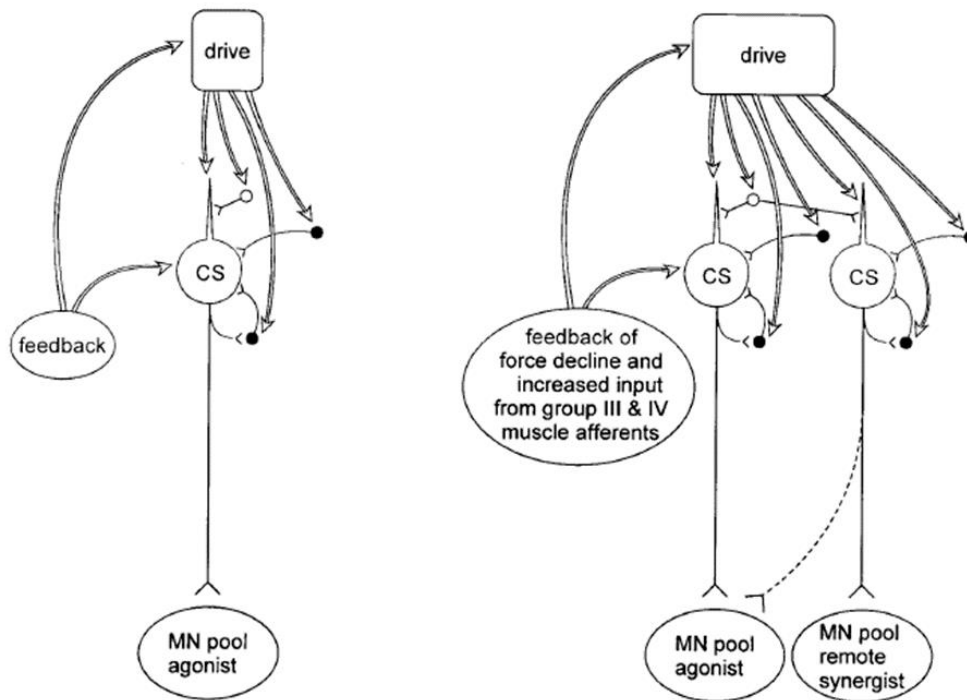 drive
CS
feedback
MN pool
agonist
drive
CS
CS
feedback of
force decline and
increased input
from group III & IV
muscle afferents
MN pool
agonist
MN pool
remote
synergist